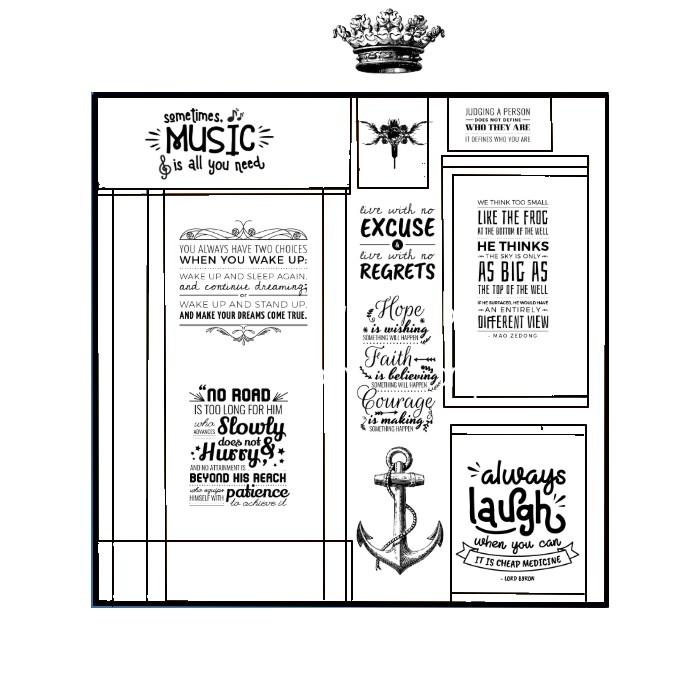 sometimes,
MUSIC
is all you need
YOU ALWAYS HAVE TWO CHOICES
WHEN YOU WAKE UP:
WAKE UP AND SLEEP AGAIN,
and continue dreaming;
or
WAKE UP AND STAND UP,
AND MAKE YOUR DREAMS COME TRUE.
"NO ROAD
IS TOO LONG FOR HIM
who
ADVANCES
Slowly
does not
Hurry&
AND NO ATTAINMENT IS
BEYOND HIS REACH
who equips
HIMSELF WITH
patience
to achieve it
live with no
EXCUSE
&
live with no
REGRETS
Hope
is wishing
SOMETHING WILL HAPPEN
Faith
is believing
SOMETHING WILL HAPPEN
Courage
is making
SOMETHING HAPPEN
JUDGING A PERSON
DOES NOT DEFINE
WHO THEY ARE
IT DEFINES WHO YOU ARE
WE THINK TOO SMALL
LIKE THE FROG
AT THE BOTTOM OF THE WELL
HE THINKS
THE SKY IS ONLY
AS BIG AS
THE TOP OF THE WELL
IF HE SURFACED, HE WOULD HAVE
AN ENTIRELY
DIFFERENT VIEW
- MAO ZEDONG
always
laugh
when you can
IT IS CHEAP MEDICINE
- LORD BYRON